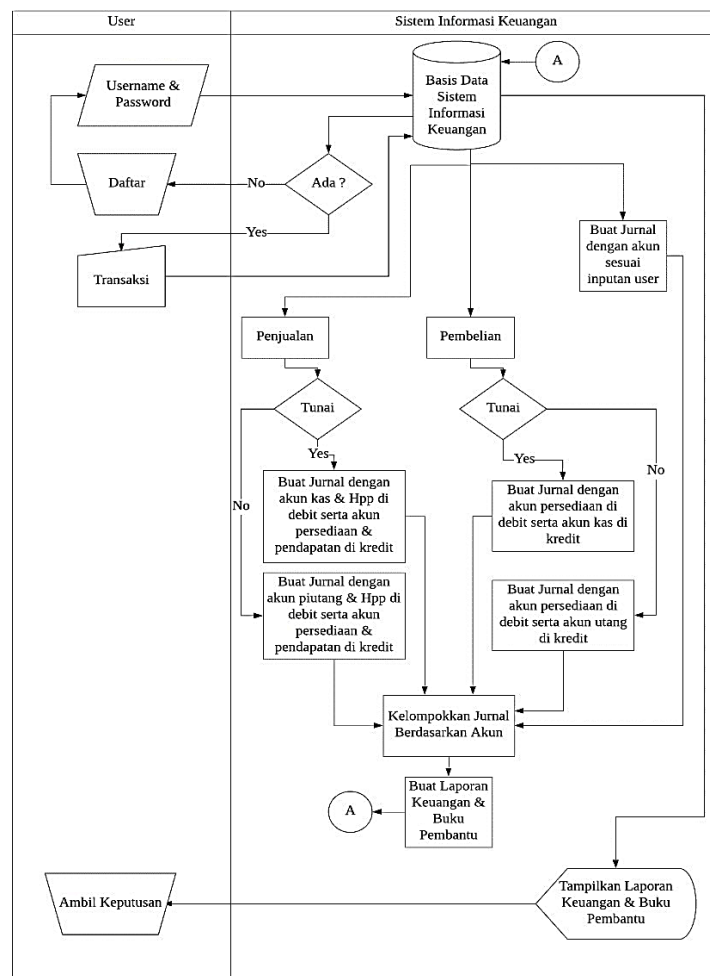 User
Sistem Informasi Keuangan
Username &
Password
Basis Data
Sistem
Informasi
Keuangan
A
Daftar
No
Ada ?
Yes
Transaksi
Buat Jurnal
dengan akun
sesuai
inputan user
Penjualan
Pembelian
Tunai
Tunai
Yes
Yes
No
No
Buat Jurnal dengan
akun kas & Hpp di
debit serta akun
persediaan &
pendapatan di kredit
Buat Jurnal dengan
akun persediaan di
debit serta akun kas di
kredit
Buat Jurnal dengan
akun piutang & Hpp di
debit serta akun
persediaan &
pendapatan di kredit
Buat Jurnal dengan
akun persediaan di
debit serta akun utang
di kredit
Kelompokkan Jurnal
Berdasarkan Akun
Buat Laporan
Keuangan &
Buku
Pembantu
A
Ambil Keputusan
Tampilkan Laporan
Keuangan & Buku
Pembantu